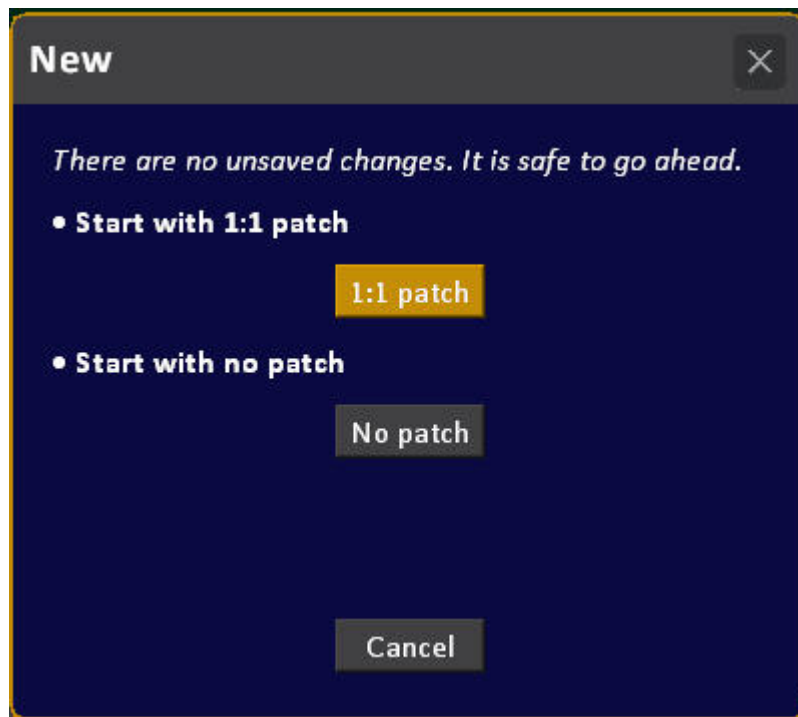 New
There are no unsaved changes. It is safe to go ahead.
• Start with 1:1 patch
1:1 patch
• Start with no patch
No patch
Cancel